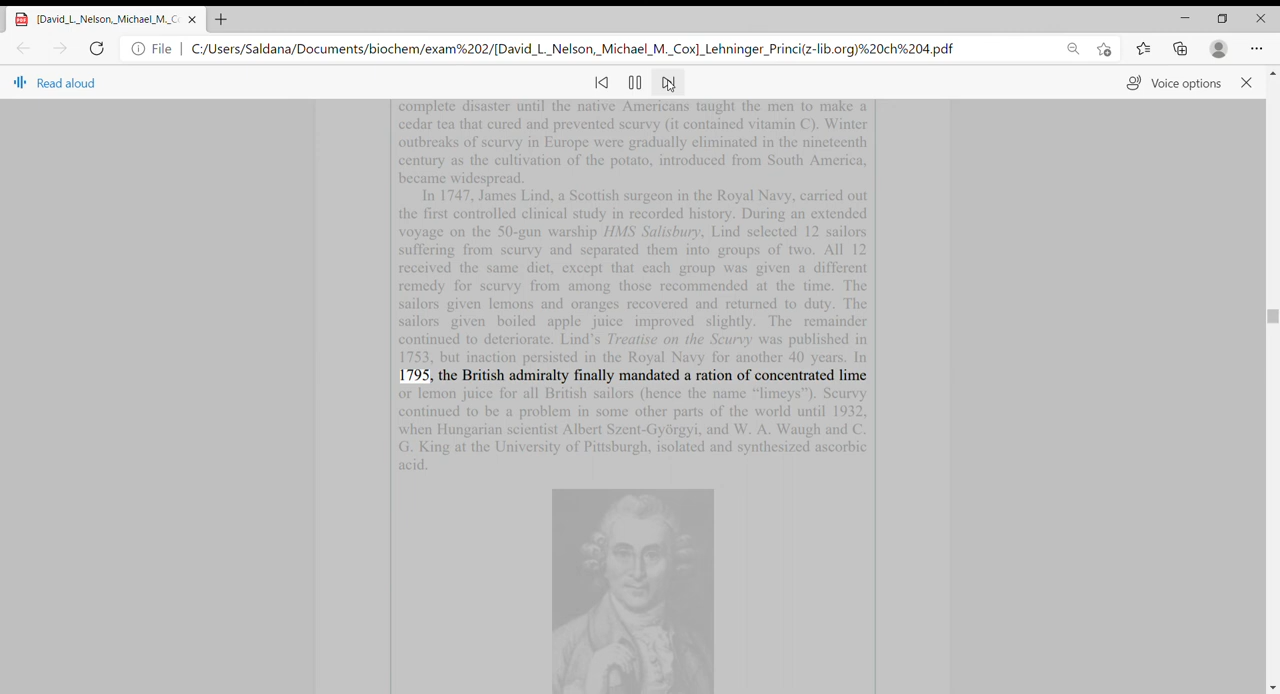 [David_L._Nelson,_Michael_M._C
File | C:/Users/Saldana/Documents/biochem/exam%202/[David_L._Nelson,_Michael_M._Cox]_Lehninger_Princi(z-lib.org)%20ch%204.pdf
Read aloud
Voice options
complete disaster until the native Americans taught the men to make a
cedar tea that cured and prevented scurvy (it contained vitamin C). Winter
outbreaks of scurvy in Europe were gradually eliminated in the nineteenth
century as the cultivation of the potato, introduced from South America,
became widespread.
In 1747, James Lind, a Scottish surgeon in the Royal Navy, carried out
the first controlled clinical study in recorded history. During an extended
voyage on the 50-gun warship HMS Salisbury, Lind selected 12 sailors
suffering from scurvy and separated them into groups of two. All 12
received the same diet, except that each group was given a different
remedy for scurvy from among those recommended at the time. The
sailors given lemons and oranges recovered and returned to duty. The
sailors given boiled apple juice improved slightly. The remainder
continued to deteriorate. Lind's Treatise on the Scurvy was published in
1753, but inaction persisted in the Royal Navy for another 40 years. In
1795, the British admiralty finally mandated a ration of concentrated lime
or lemon juice for all British sailors (hence the name “limeys”). Scurvy
continued to be a problem in some other parts of the world until 1932,
when Hungarian scientist Albert Szent-Györgyi, and W. A. Waugh and C.
G. King at the University of Pittsburgh, isolated and synthesized ascorbic
acid.